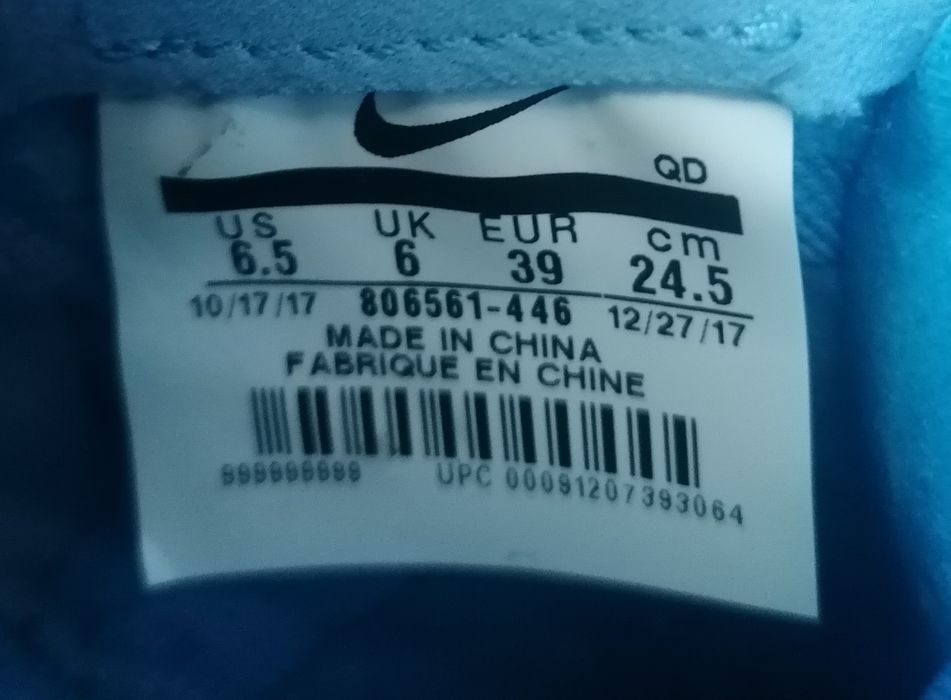 QD
US UK EUR cm
6.5 6 39 24.5
10/17/17 806561-446 12/27/17
MADE IN CHINA
FABRIQUE EN CHINE
UPC 00091207393064